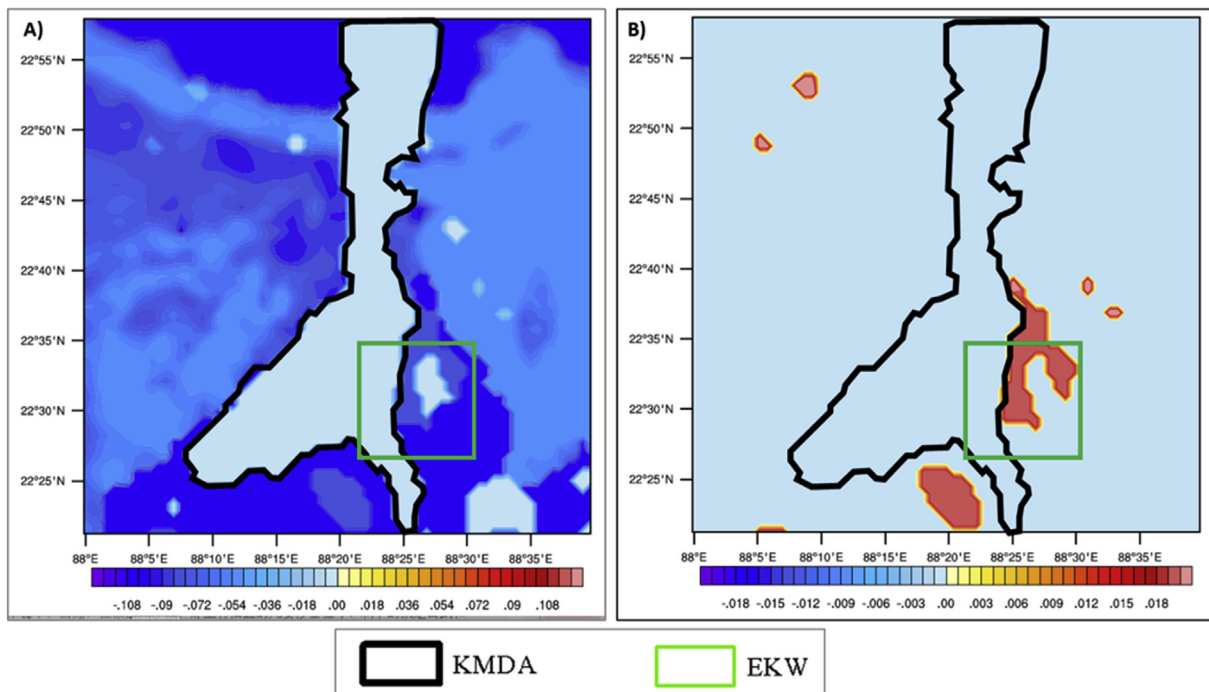 A)
B)
22°55'N
22°50'N
22°45'N
22°40'N
22°35'N
22°30'N
22°25'N
88°E 88°5'E 88°10'E 88°15'E 88°20'E 88°25'E 88°30'E 88°35'E
-.108 -.09 -.072 -.054 -.036 -.018 .00 .018 .036 .054 .072 .09 .108
22°55'N
22°50'N
22°45'N
22°40'N
22°35'N
22°30'N
22°25'N
88°E 88°5'E 88°10'E 88°15'E 88°20'E 88°25'E 88°30'E 88°35'E
-.018 -.015 -.012 -.009 -.006 -.003 .00 .003 .006 .009 .012 .015 .018
KMDA
EKW